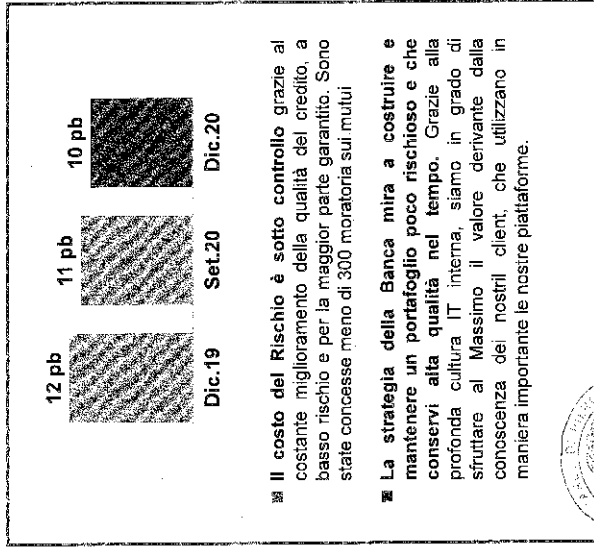 12 pb
11 pb
10 pb
Dic.19
Set.20
Dic.20
Il costo del Rischio è sotto controllo grazie al
costante miglioramento della qualità del credito, a
basso rischio e per la maggior parte garantito. Sono
state concesse meno di 300 moratoria sui mutui
La strategia della Banca mira a costruire e
mantenere un portafoglio poco rischioso e che
conservi alta qualità nel tempo. Grazie alla
profonda cultura IT interna, siamo in grado di
sfruttare al Massimo il valore derivante dalla
conoscenza dei nostril client, che utilizzano in
maniera importante le nostre piattaforme.